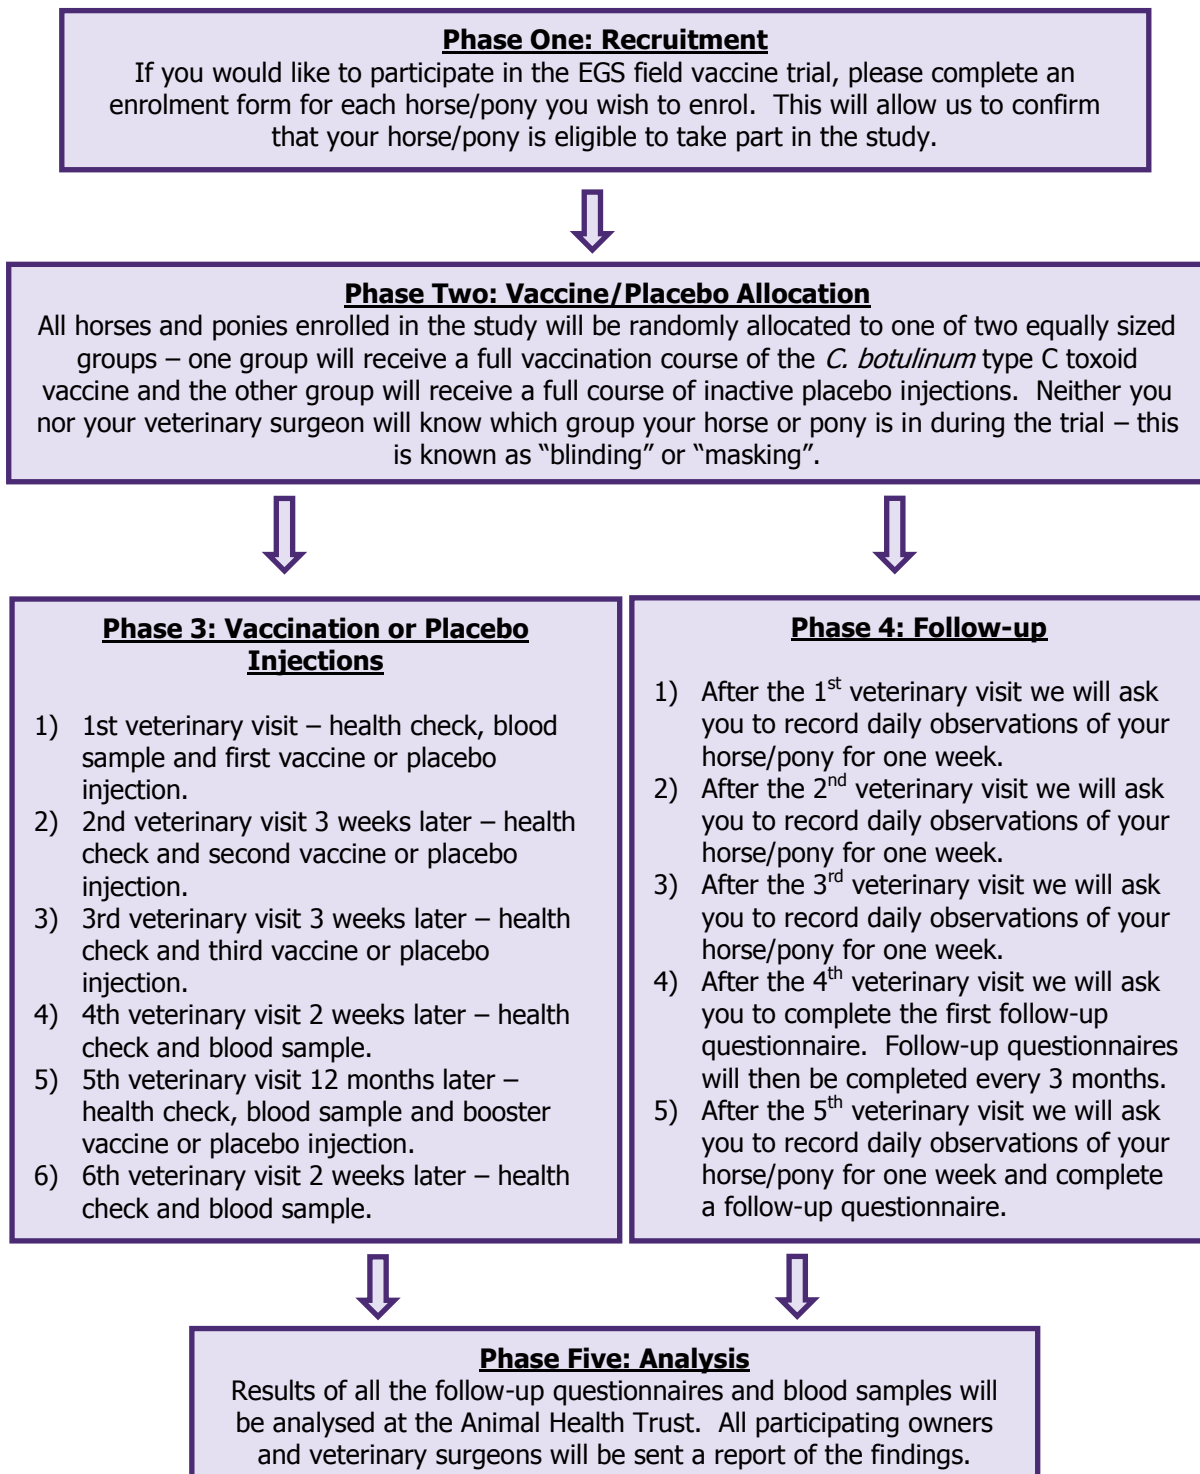 Phase One: Recruitment
If you would like to participate in the EGS field vaccine trial, please complete an
enrolment form for each horse/pony you wish to enrol.  This will allow us to confirm
that your horse/pony is eligible to take part in the study.
Phase Two: Vaccine/Placebo Allocation
All horses and ponies enrolled in the study will be randomly allocated to one of two equally sized
groups – one group will receive a full vaccination course of the C. botulinum type C toxoid
vaccine and the other group will receive a full course of inactive placebo injections.  Neither you
nor your veterinary surgeon will know which group your horse or pony is in during the trial – this
is known as “blinding” or “masking”.
Phase 3: Vaccination or Placebo
Injections
1) 1st veterinary visit – health check, blood
sample and first vaccine or placebo
injection.
2) 2nd veterinary visit 3 weeks later – health
check and second vaccine or placebo
injection.
3) 3rd veterinary visit 3 weeks later – health
check and third vaccine or placebo
injection.
4) 4th veterinary visit 2 weeks later – health
check and blood sample.
5) 5th veterinary visit 12 months later –
health check, blood sample and booster
vaccine or placebo injection.
6) 6th veterinary visit 2 weeks later – health
check and blood sample.
Phase 4: Follow-up
1) After the 1st veterinary visit we will ask
you to record daily observations of your
horse/pony for one week.
2) After the 2nd veterinary visit we will ask
you to record daily observations of your
horse/pony for one week.
3) After the 3rd veterinary visit we will ask
you to record daily observations of your
horse/pony for one week.
4) After the 4th veterinary visit we will ask
you to complete the first follow-up
questionnaire.  Follow-up questionnaires
will then be completed every 3 months.
5) After the 5th veterinary visit we will ask
you to record daily observations of your
horse/pony for one week and complete
a follow-up questionnaire.
Phase Five: Analysis
Results of all the follow-up questionnaires and blood samples will
be analysed at the Animal Health Trust.  All participating owners
and veterinary surgeons will be sent a report of the findings.